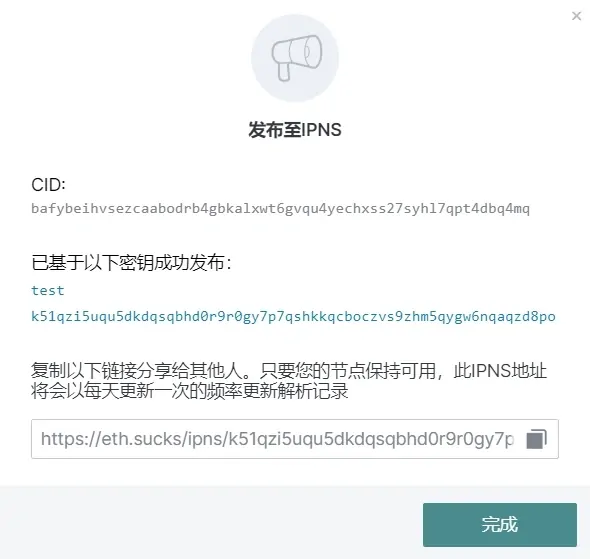 发布至IPNS
CID:
bafybeihvsezcaabodrb4gbkalxwt6gvqu4yechxss27syhl7qpt4dbq4mq
已基于以下密钥成功发布：
test
k51qzi5uqu5dkdqsqbhd0r9r0gy7p7qshkkqcboczvs9zhm5qygw6nqaqzd8po
复制以下链接分享给其他人。只要您的节点保持可用，此IPNS地址
将会以每天更新一次的频率更新解析记录
https://eth.sucks/ipns/k51qzi5uqu5dkdqsqbhd0r9r0gy7p
完成